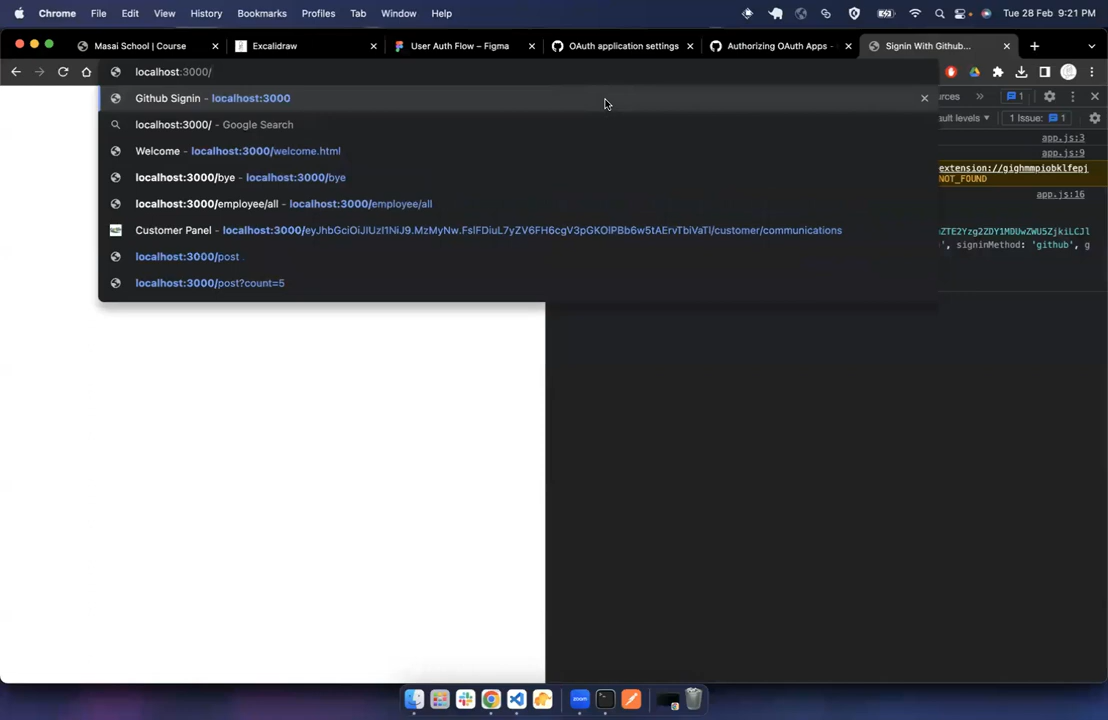 Chrome File Edit View History Bookmarks Profiles Tab Window Help Tue 28 Feb 9:21 PM
Masai School | Course Excalidraw User Auth Flow – Figma OAuth application settings Authorizing OAuth Apps - Signin With Github...
localhost:3000/
Github Signin - localhost:3000
rces
localhost:3000/ - Google Search
ault levels 1 Issue: 1
app.js:3
Welcome - localhost:3000/welcome.html
app.js:9
extension://gighmmpiobklfepj
localhost:3000/bye - localhost:3000/bye
NOT_FOUND
app.js:16
localhost:3000/employee/all - localhost:3000/employee/all
Customer Panel - localhost:3000/eyJhbGciOiJIUzI1NiJ9.MzMyNw.FslFDiuL7yZV6FH6cgV3pGKOlPBb6w5tAErvTbiVaTI/customer/communications
ZTE2Yzg2ZDY1MDUwZWU5ZjkiLCJl
', signinMethod: 'github', g
localhost:3000/post
localhost:3000/post?count=5
zoom